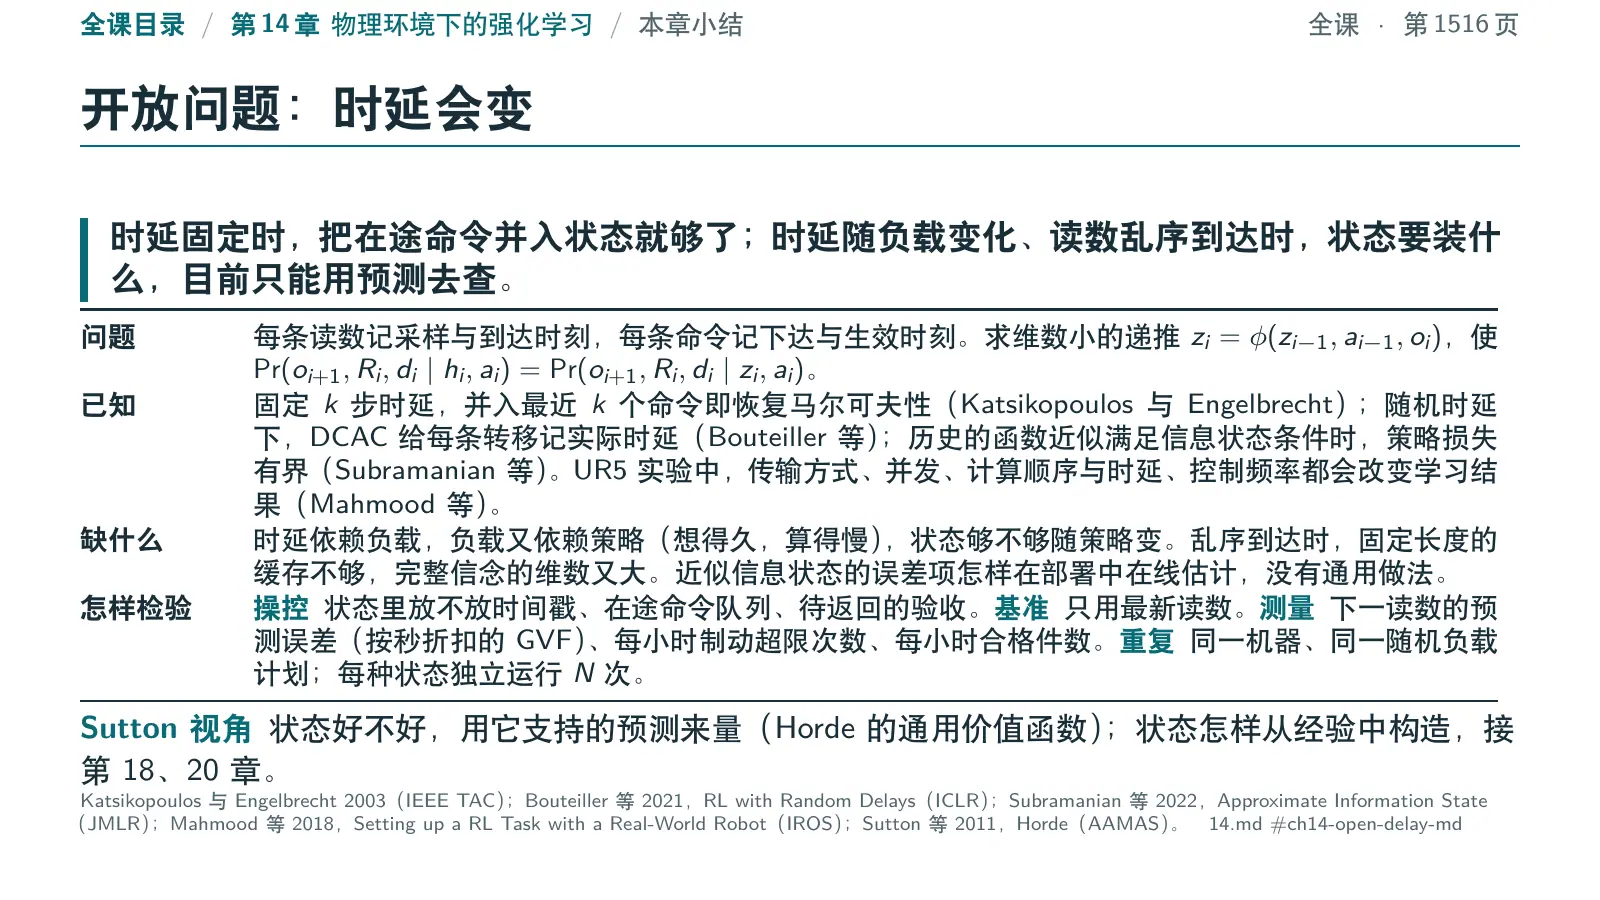 全课目录 / 第 14 章 物理环境下的强化学习 / 本章小结
全课 · 第 1516 页
开放问题：时延会变
时延固定时，把在途命令并入状态就够了；时延随负载变化、读数乱序到达时，状态要装什
么，目前只能用预测去查。
问题 每条读数记采样与到达时刻，每条命令记下达与生效时刻。求维数小的递推 z_i = ϕ(z_{i−1}, a_{i−1}, o_i)，使
Pr(o_{i+1}, R_i, d_i | h_i, a_i) = Pr(o_{i+1}, R_i, d_i | z_i, a_i)。
已知 固定 k 步时延，并入最近 k 个命令即恢复马尔可夫性（Katsikopoulos 与 Engelbrecht）；随机时延
下，DCAC 给每条转移记实际时延（Bouteiller 等）；历史的函数近似满足信息状态条件时，策略损失
有界（Subramanian 等）。UR5 实验中，传输方式、并发、计算顺序与时延、控制频率都会改变学习结
果（Mahmood 等）。
缺什么 时延依赖负载，负载又依赖策略（想得久，算得慢），状态够不够随策略变。乱序到达时，固定长度的
缓存不够，完整信念的维数又大。近似信息状态的误差项怎样在部署中在线估计，没有通用做法。
怎样检验 操控 状态里放不放时间戳、在途命令队列、待返回的验收。基准 只用最新读数。测量 下一读数的预
测误差（按秒折扣的 GVF）、每小时制动超限次数、每小时合格件数。重复 同一机器、同一随机负载
计划；每种状态独立运行 N 次。
Sutton 视角 状态好不好，用它支持的预测来量（Horde 的通用价值函数）；状态怎样从经验中构造，接
第 18、20 章。
Katsikopoulos 与 Engelbrecht 2003（IEEE TAC）；Bouteiller 等 2021，RL with Random Delays（ICLR）；Subramanian 等 2022，Approximate Information State
（JMLR）；Mahmood 等 2018，Setting up a RL Task with a Real-World Robot（IROS）；Sutton 等 2011，Horde（AAMAS）。 14.md #ch14-open-delay-md